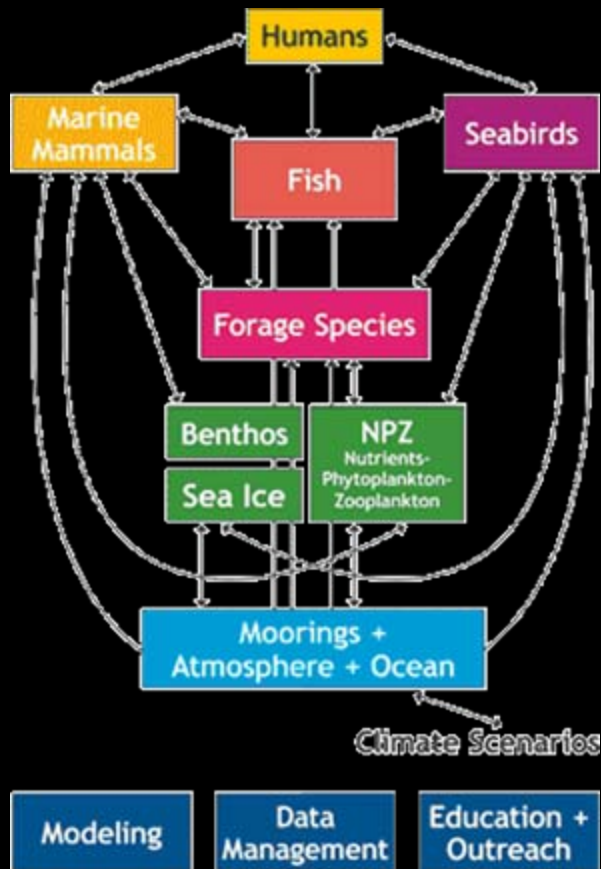 Humans
Marine
Mammals
Seabirds
Fish
Forage Species
Benthos
NPZ
Nutrients-
Phytoplankton-
Zooplankton
Sea Ice
Moorings +
Atmosphere + Ocean
Climate Scenarios
Modeling
Data
Management
Education +
Outreach